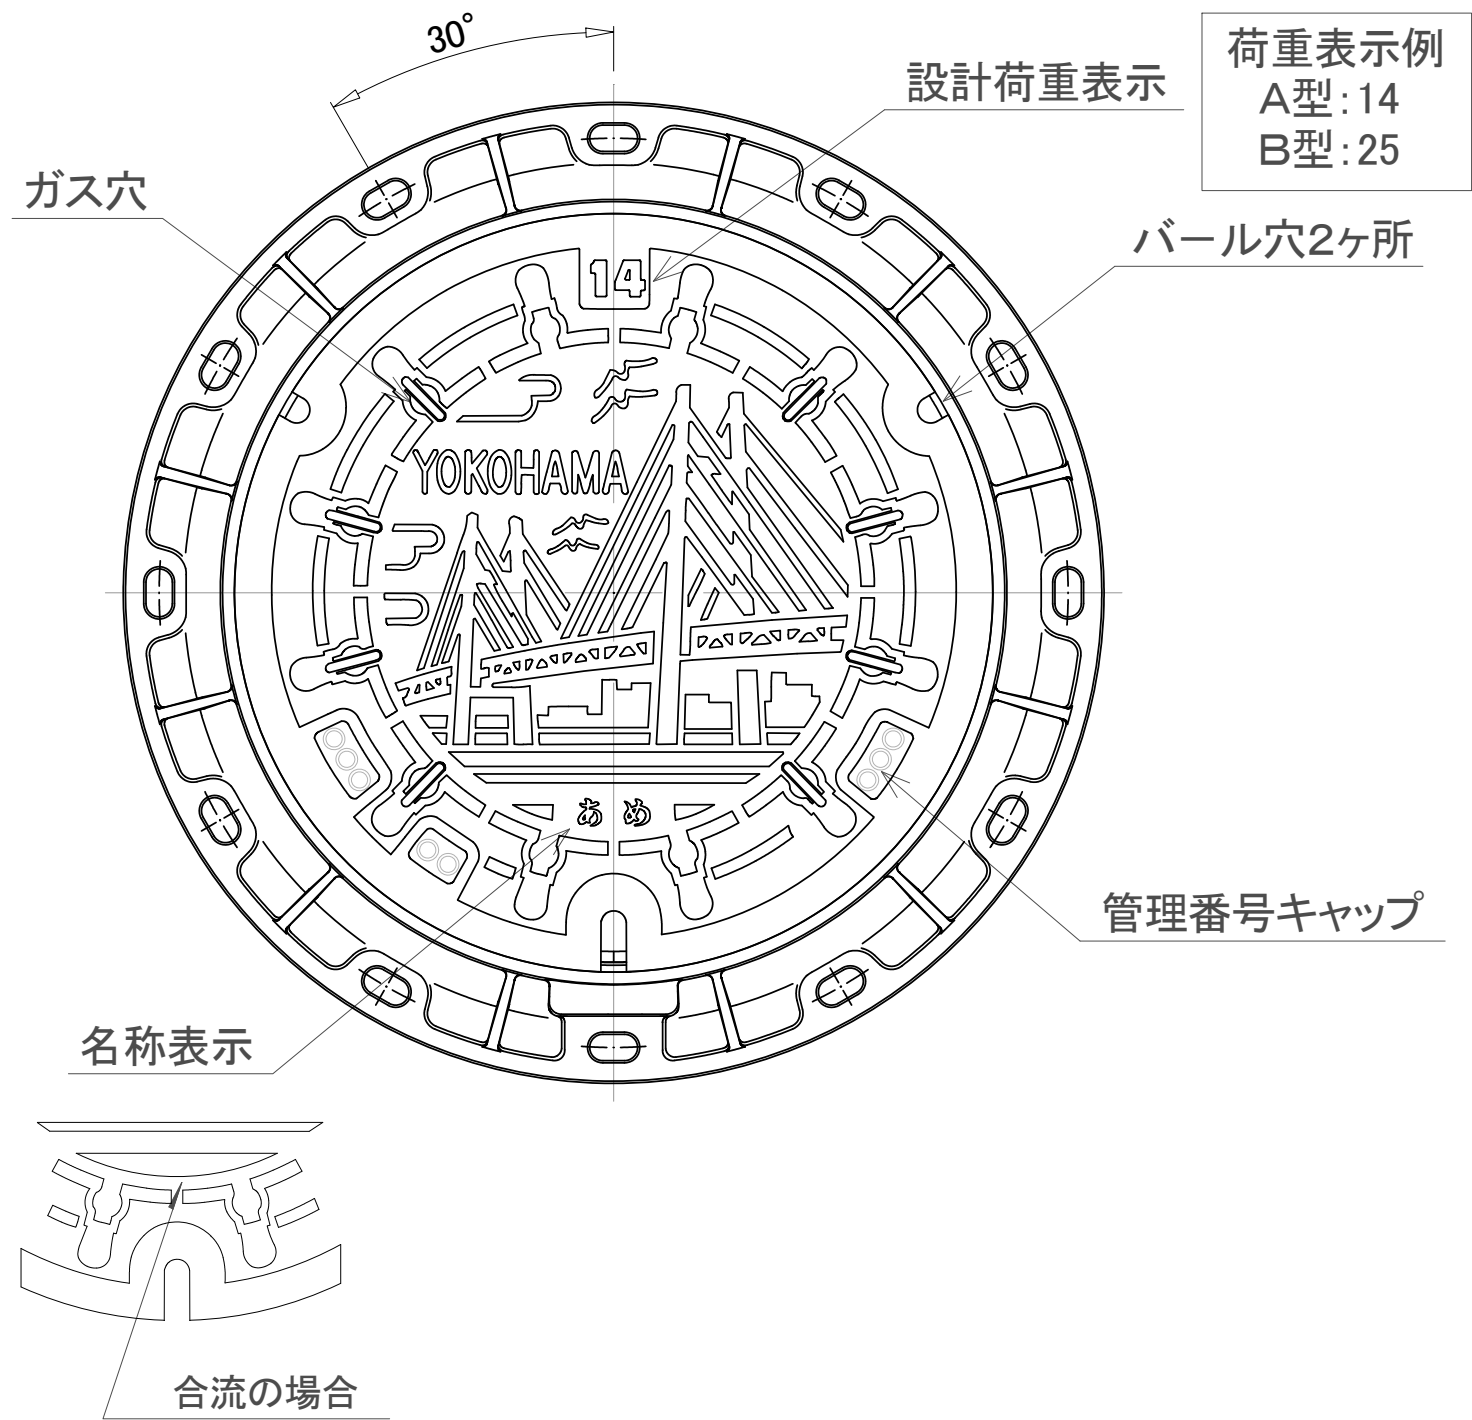 30°
設計荷重表示
荷重表示例
A型:14
B型:25
ガス穴
バール穴2ヶ所
14
YOKOHAMA
あめ
管理番号キャップ
名称表示
合流の場合